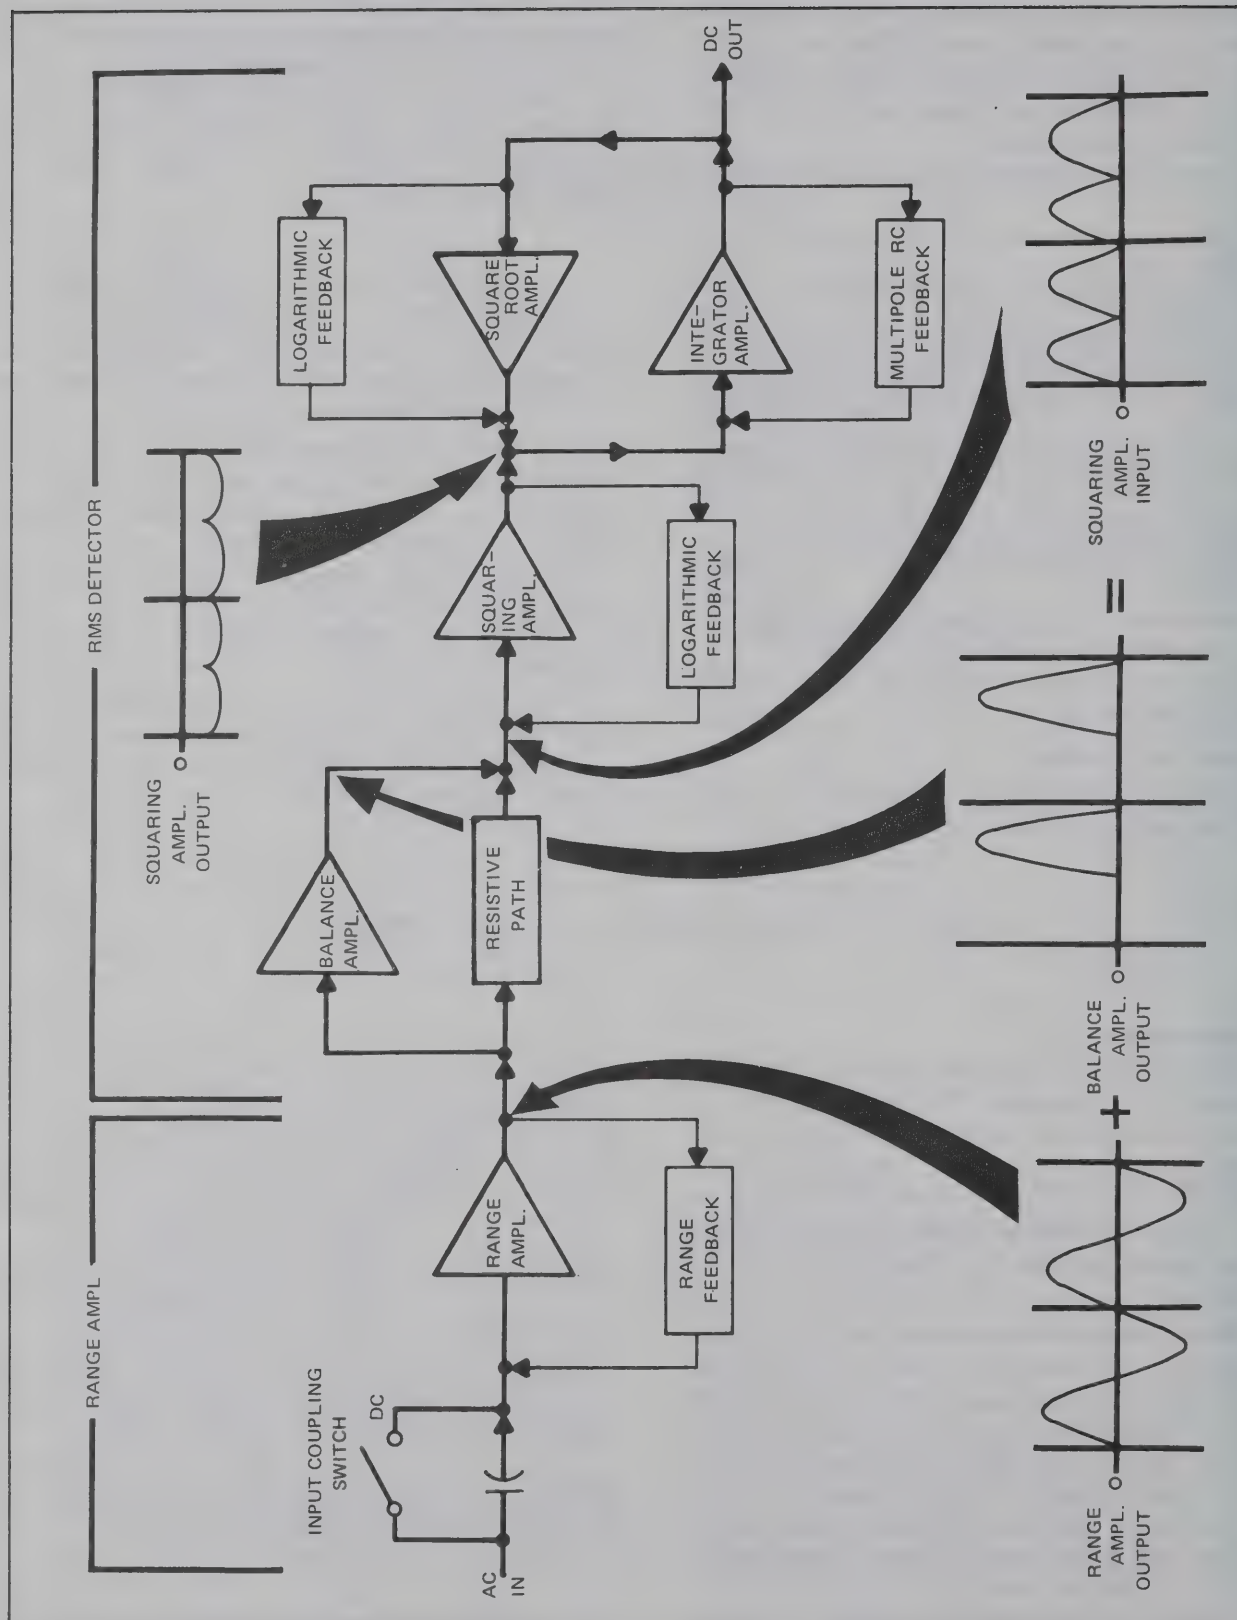 RANGE AMPL
RMS DETECTOR
SQUARING
AMPL.
OUTPUT
INPUT COUPLING
SWITCH
DC
AC
IN
RANGE
AMPL.
RANGE
FEEDBACK
BALANCE
AMPL.
RESISTIVE
PATH
SQUAR-
ING
AMPL.
LOGARITHMIC
FEEDBACK
LOGARITHMIC
FEEDBACK
SQUARE
ROOT
AMPL.
INTE-
GRATOR
AMPL.
MULTIPOLE RC
FEEDBACK
DC
OUT
RANGE
AMPL.
OUTPUT
+
BALANCE
AMPL.
OUTPUT
=
SQUARING
AMPL.
INPUT